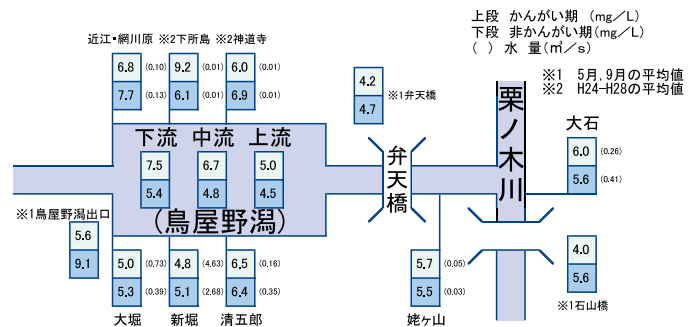 上段 かんがい期 (mg/L)
下段 非かんがい期(mg/L)
( ) 水 量(㎥/s)
※1 5月,9月の平均値
※2 H24-H28の平均値
近江・網川原 ※2下所島 ※2神道寺
6.8 (0.10) 9.2 (0.01) 6.0 (0.01)
7.7 (0.13) 6.1 (0.01) 6.9 (0.01)
4.2
4.7
※1弁天橋
栗ノ木川
大石
6.0 (0.26)
5.6 (0.41)
下流 中流 上流
7.5 6.7 5.0
5.4 4.8 4.5
(鳥屋野潟)
弁天橋
※1鳥屋野潟出口
5.6
9.1
5.0 (0.73) 4.8 (4.63) 6.5 (0.16)
5.3 (0.39) 5.1 (2.68) 6.4 (0.35)
大堀 新堀 清五郎
5.7 (0.05)
5.5 (0.03)
姥ヶ山
4.0
5.6
※1石山橋